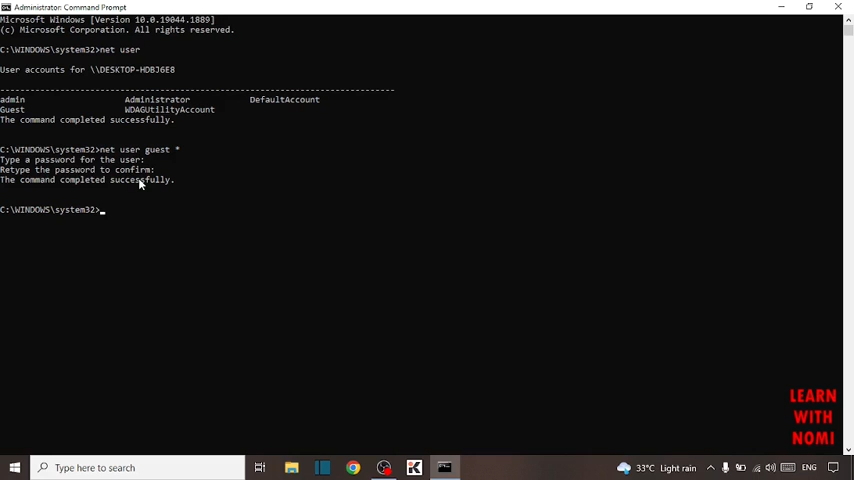 Administrator: Command Prompt
Microsoft Windows [Version 10.0.19044.1889]
(c) Microsoft Corporation. All rights reserved.
C:\WINDOWS\system32>net user
User accounts for \\DESKTOP-HDBJ6E8
-------------------------------------------------------------------------------
admin Administrator DefaultAccount
Guest WDAGUtilityAccount
The command completed successfully.
C:\WINDOWS\system32>net user guest *
Type a password for the user:
Retype the password to confirm:
The command completed successfully.
C:\WINDOWS\system32>
LEARN
WITH
NOMI
Type here to search
33°C Light rain
ENG